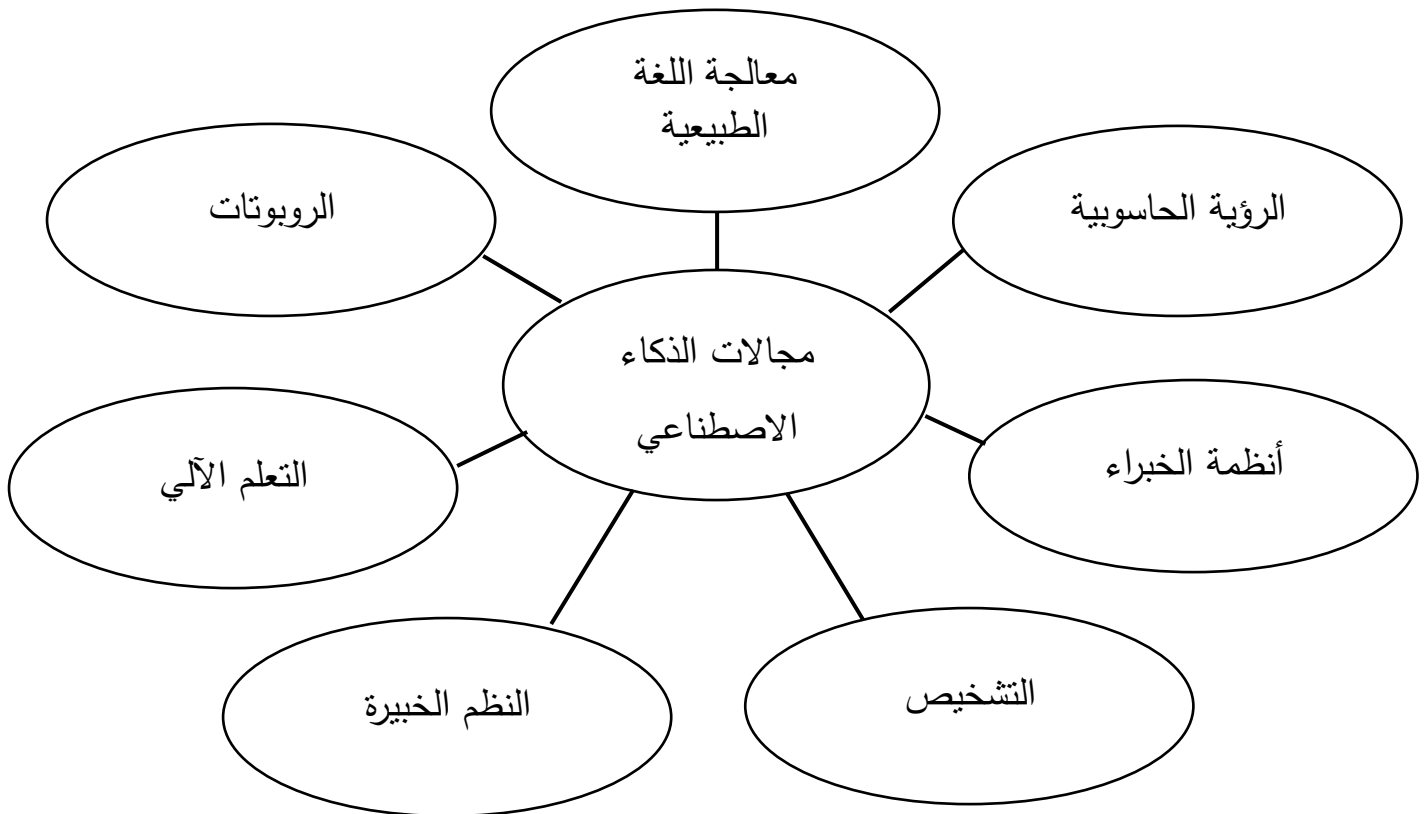 معالجة اللغة
الطبيعية
الرؤية الحاسوبية
الروبوتات
مجالات الذكاء
الاصطناعي
أنظمة الخبراء
التعلم الآلي
التشخيص
النظم الخبيرة